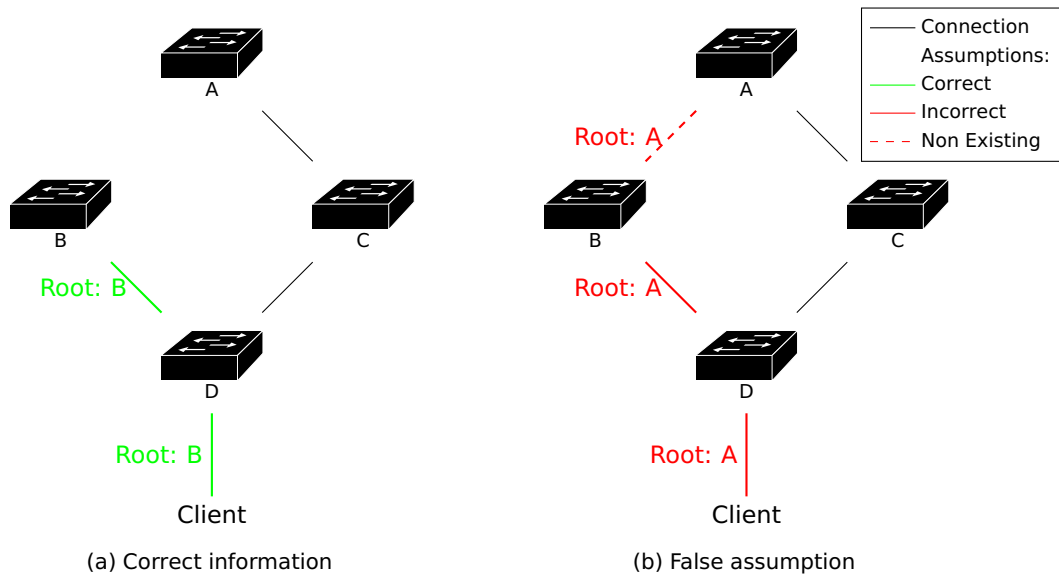 A
B
C
Root: B
D
Root: B
Client
(a) Correct information
A
Root: A
B
C
Root: A
D
Root: A
Client
(b) False assumption
Connection
Assumptions:
Correct
Incorrect
Non Existing